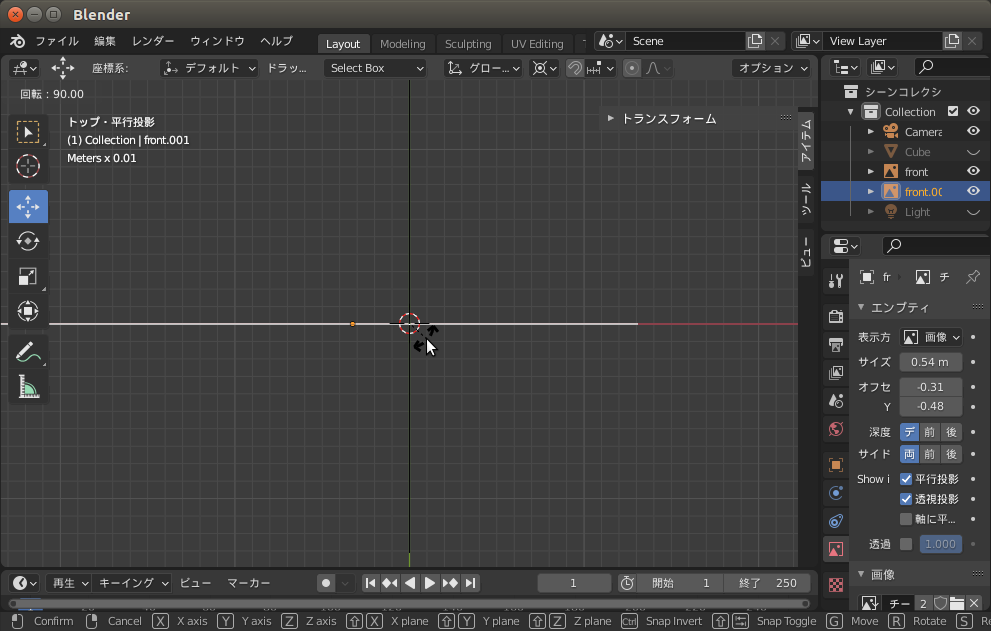 Blender
ファイル 編集 レンダー ウィンドウ ヘルプ Layout Modeling Sculpting UV Editing Scene View Layer
座標系: デフォルト ドラッ... Select Box グロー... オプション
回転：90.00
トップ・平行投影
(1) Collection | front.001
Meters x 0.01
トランスフォーム
アイテム
ツール
ビュー
シーンコレクシ
Collection
Camera
Cube
front
front.00
Light
fr チ
エンプティ
表示方 画像
サイズ 0.54 m
オフセ -0.31
Y -0.48
深度 デ 前 後
サイド 両 前 後
Show i 平行投影
透視投影
軸に平...
透過 1.000
画像
チー 2
再生 キーイング ビュー マーカー 1 開始 1 終了 250
Confirm Cancel X X axis Y Y axis Z Z axis X X plane Y Y plane Z Z plane Ctrl Snap Invert Snap Toggle G Move R Rotate S Re